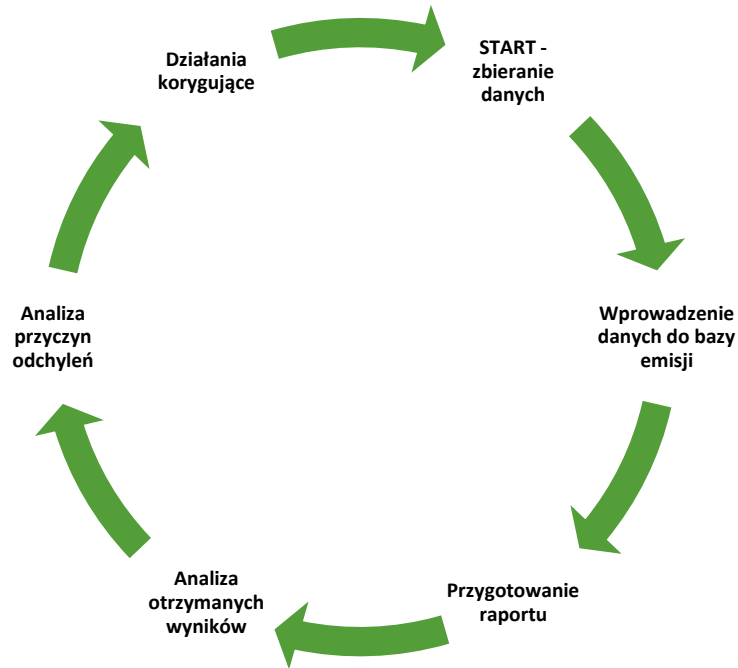 START -
zbieranie
danych
Wprowadzenie
danych do bazy
emisji
Przygotowanie
raportu
Analiza
otrzymanych
wyników
Analiza
przyczyn
odchyleń
Działania
korygujące